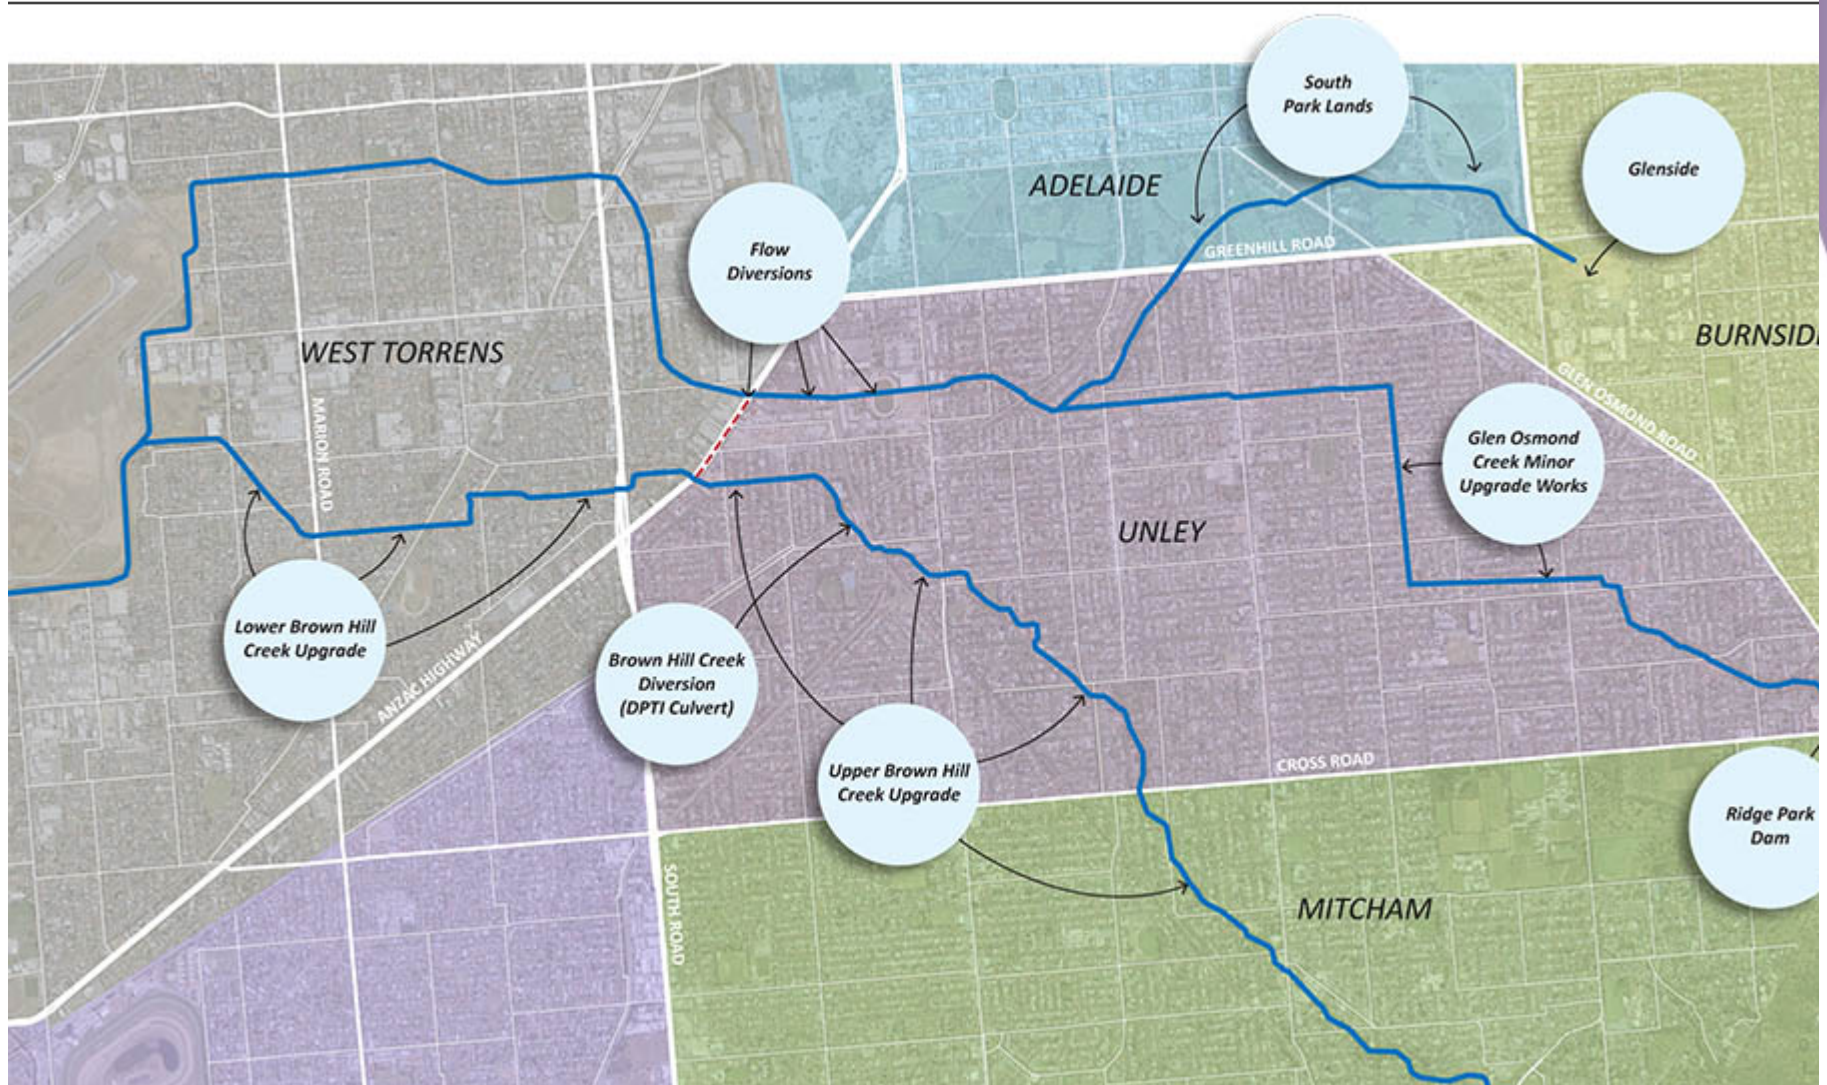 South
Park Lands
Glenside
ADELAIDE
Flow
Diversions
GREENHILL ROAD
WEST TORRENS
GLEN OSMOND ROAD
MARION ROAD
Glen Osmond
Creek Minor
Upgrade Works
UNLEY
Lower Brown Hill
Creek Upgrade
ANZAC HIGHWAY
Brown Hill Creek
Diversion
(DPTI Culvert)
Upper Brown Hill
Creek Upgrade
CROSS ROAD
Ridge Park
Dam
SOUTH ROAD
MITCHAM